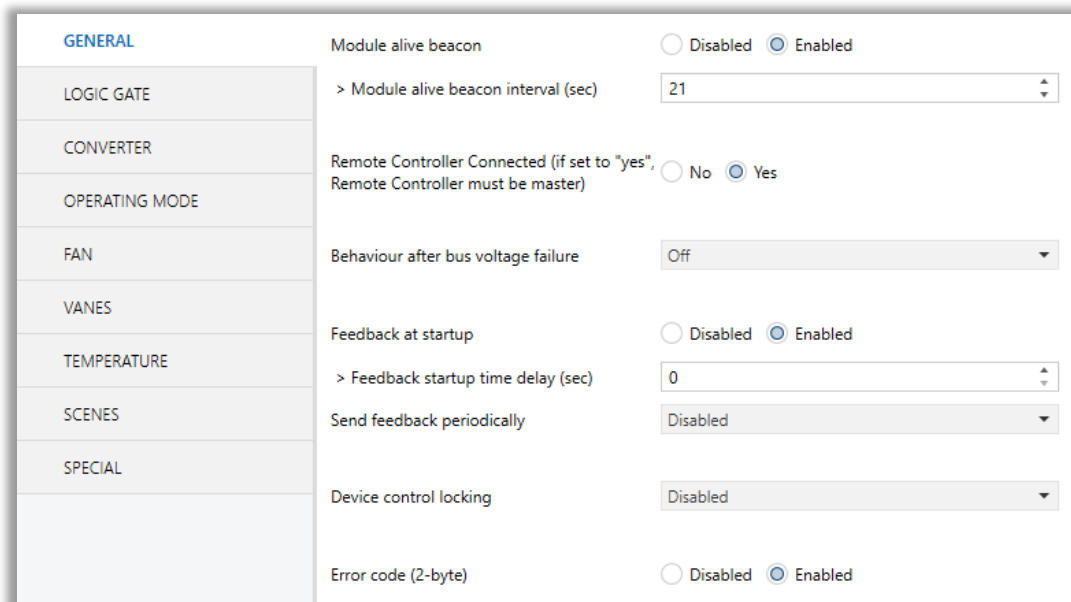 GENERAL
LOGIC GATE
CONVERTER
OPERATING MODE
FAN
VANES
TEMPERATURE
SCENES
SPECIAL
Module alive beacon Disabled Enabled
> Module alive beacon interval (sec) 21
Remote Controller Connected (if set to "yes",
Remote Controller must be master) No Yes
Behaviour after bus voltage failure Off
Feedback at startup Disabled Enabled
> Feedback startup time delay (sec) 0
Send feedback periodically Disabled
Device control locking Disabled
Error code (2-byte) Disabled Enabled